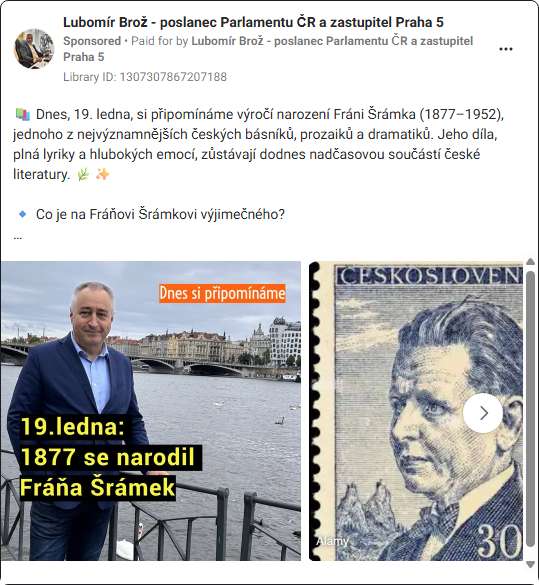 Lubomír Brož - poslanec Parlamentu ČR a zastupitel Praha 5
Sponsored • Paid for by Lubomír Brož - poslanec Parlamentu ČR a zastupitel
Praha 5
Library ID: 1307307867207188
📚 Dnes, 19. ledna, si připomínáme výročí narození Fráni Šrámka (1877–1952),
jednoho z nejvýznamnějších českých básníků, prozaiků a dramatiků. Jeho díla,
plná lyriky a hlubokých emocí, zůstávají dodnes nadčasovou součástí české
literatury. 🌿 ✨
🔹 Co je na Fráňovi Šrámkovi výjimečného?
...
Dnes si připomínáme
19.ledna:
1877 se narodil
Fráňa Šrámek
ČESKOSLOVEN
Alamy
30